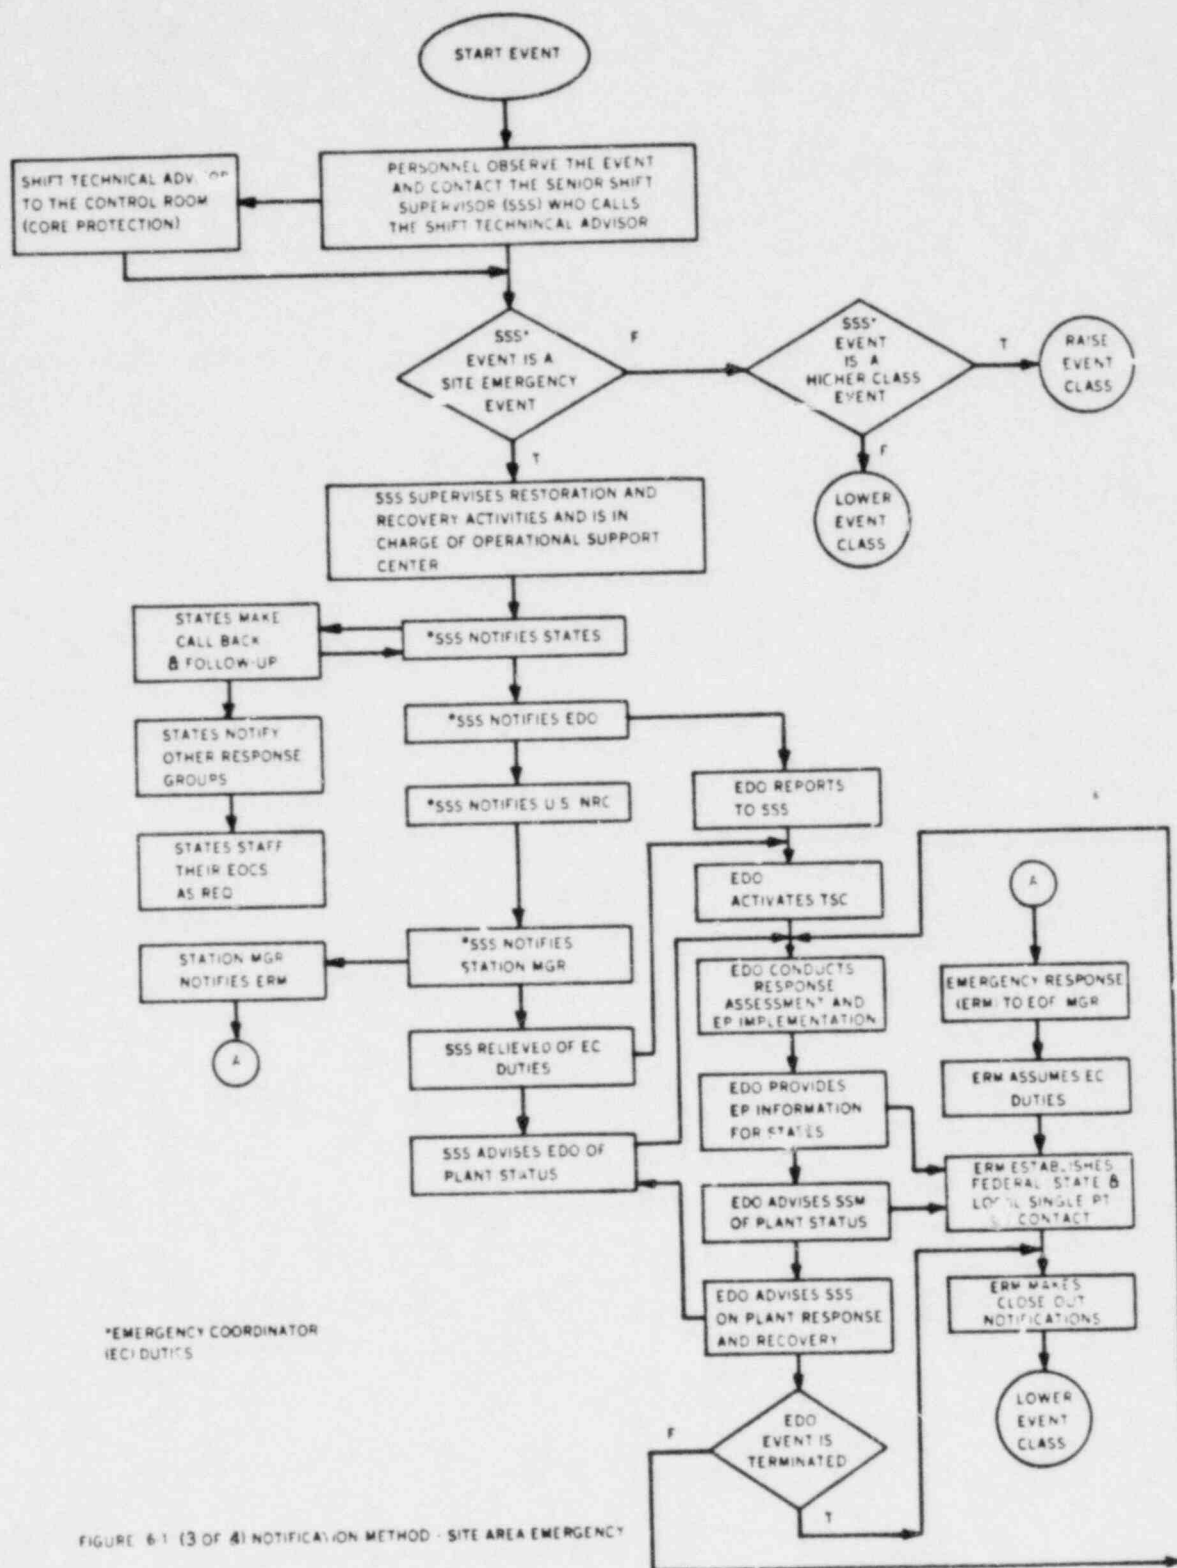 START EVENT
PERSONNEL OBSERVE THE EVENT
AND CONTACT THE SENIOR SHIFT
SUPERVISOR (SSS) WHO CALLS
THE SHIFT TECHNINCAL ADVISOR
SHIFT TECHNICAL
TO THE CONTROL ROOM
(CORE PROTECTION)
SSS*
EVENT IS A
SITE EMERGENCY
EVENT
F
SSS*
EVENT
IS A
HIGHER CLASS
EVENT
T
RAISE
EVENT
CLASS
F
LOWER
EVENT
CLASS
T
SSS SUPERVISES RESTORATION AND
RECOVERY ACTIVITIES AND IS IN
CHARGE OF OPERATIONAL SUPPORT
CENTER
STATES MAKE
CALL BACK
& FOLLOW-UP
*SSS NOTIFIES STATES
STATES NOTIFY
OTHER RESPONSE
GROUPS
*SSS NOTIFIES EDO
*SSS NOTIFIES U.S. NRC
STATES STAFF
THEIR EOCS
AS REQ
EDO REPORTS
TO SSS
EDO
ACTIVATES TSC
A
STATION MGR
NOTIFIES ERM
*SSS NOTIFIES
STATION MGR
A
EDO CONDUCTS
RESPONSE
ASSESSMENT AND
EP IMPLEMENTATION
EMERGENCY RESPONSE
(ERM) TO EOF MGR
SSS RELIEVED OF EC
DUTIES
EDO PROVIDES
EP INFORMATION
FOR STATES
ERM ASSUMES EC
DUTIES
SSS ADVISES EDO OF
PLANT STATUS
EDO ADVISES SSM
OF PLANT STATUS
ERM ESTABLISHES
FEDERAL STATE &
LOCAL SINGLE PT
CONTACT
EDO ADVISES SSS
ON PLANT RESPONSE
AND RECOVERY
ERM MAKES
CLOSE OUT
NOTIFICATIONS
*EMERGENCY COORDINATOR
(EC) DUTIES
EDO
EVENT IS
TERMINATED
F
T
LOWER
EVENT
CLASS
FIGURE 6-1 (3 OF 4) NOTIFICATION METHOD - SITE AREA EMERGENCY